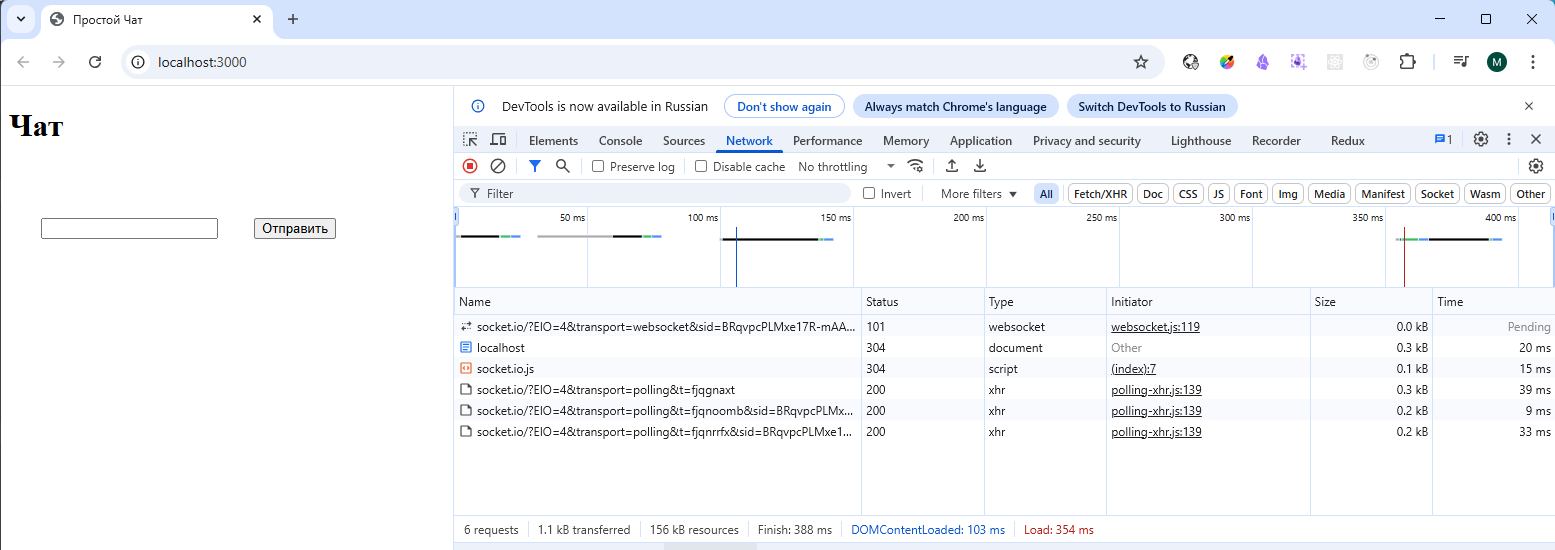 Простой Чат
localhost:3000
M
Чат
Отправить
DevTools is now available in Russian Don't show again Always match Chrome's language Switch DevTools to Russian
Elements Console Sources Network Performance Memory Application Privacy and security Lighthouse Recorder Redux 1
Preserve log Disable cache No throttling
Filter Invert More filters All Fetch/XHR Doc CSS JS Font Img Media Manifest Socket Wasm Other
50 ms 100 ms 150 ms 200 ms 250 ms 300 ms 350 ms 400 ms
Name Status Type Initiator Size Time
socket.io/?EIO=4&transport=websocket&sid=BRqvpcPLMxe17R-mAA... 101 websocket websocket.js:119 0.0 kB Pending
localhost 304 document Other 0.3 kB 20 ms
socket.io.js 304 script (index):7 0.1 kB 15 ms
socket.io/?EIO=4&transport=polling&t=fjqgnaxt 200 xhr polling-xhr.js:139 0.3 kB 39 ms
socket.io/?EIO=4&transport=polling&t=fjqnoomb&sid=BRqvpcPLMx... 200 xhr polling-xhr.js:139 0.2 kB 9 ms
socket.io/?EIO=4&transport=polling&t=fjqnrrfx&sid=BRqvpcPLMxe1... 200 xhr polling-xhr.js:139 0.2 kB 33 ms
6 requests 1.1 kB transferred 156 kB resources Finish: 388 ms DOMContentLoaded: 103 ms Load: 354 ms